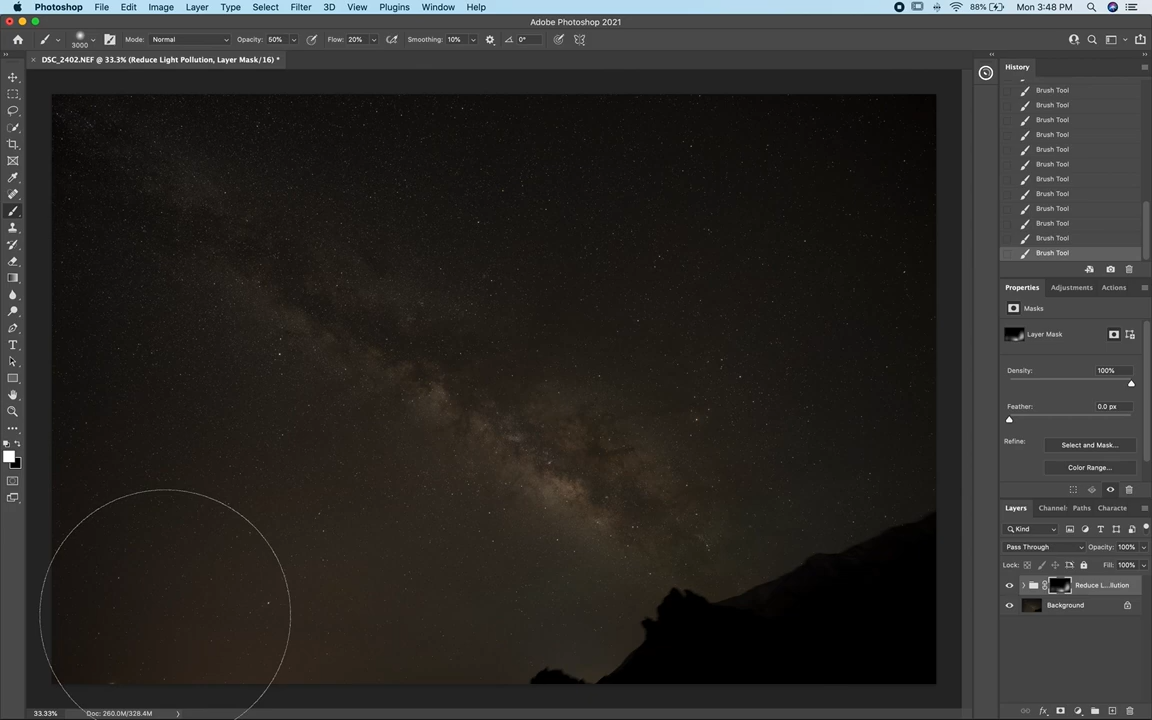 Photoshop File Edit Image Layer Type Select Filter 3D View Plugins Window Help 88% Mon 3:48 PM
Adobe Photoshop 2021
3000 Mode: Normal Opacity: 50% Flow: 20% Smoothing: 10% 0°
DSC_2402.NEF @ 33.3% (Reduce Light Pollution, Layer Mask/16) *
History
Brush Tool
Brush Tool
Brush Tool
Brush Tool
Brush Tool
Brush Tool
Brush Tool
Brush Tool
Brush Tool
Brush Tool
Brush Tool
Brush Tool
Properties Adjustments Actions
Masks
Layer Mask
Density: 100%
Feather: 0.0 px
Refine: Select and Mask...
Color Range...
Layers Channel Paths Characte
Kind
Pass Through Opacity: 100%
Lock: Fill: 100%
Reduce L...llution
Background
33.33% Doc: 260.0M/328.4M